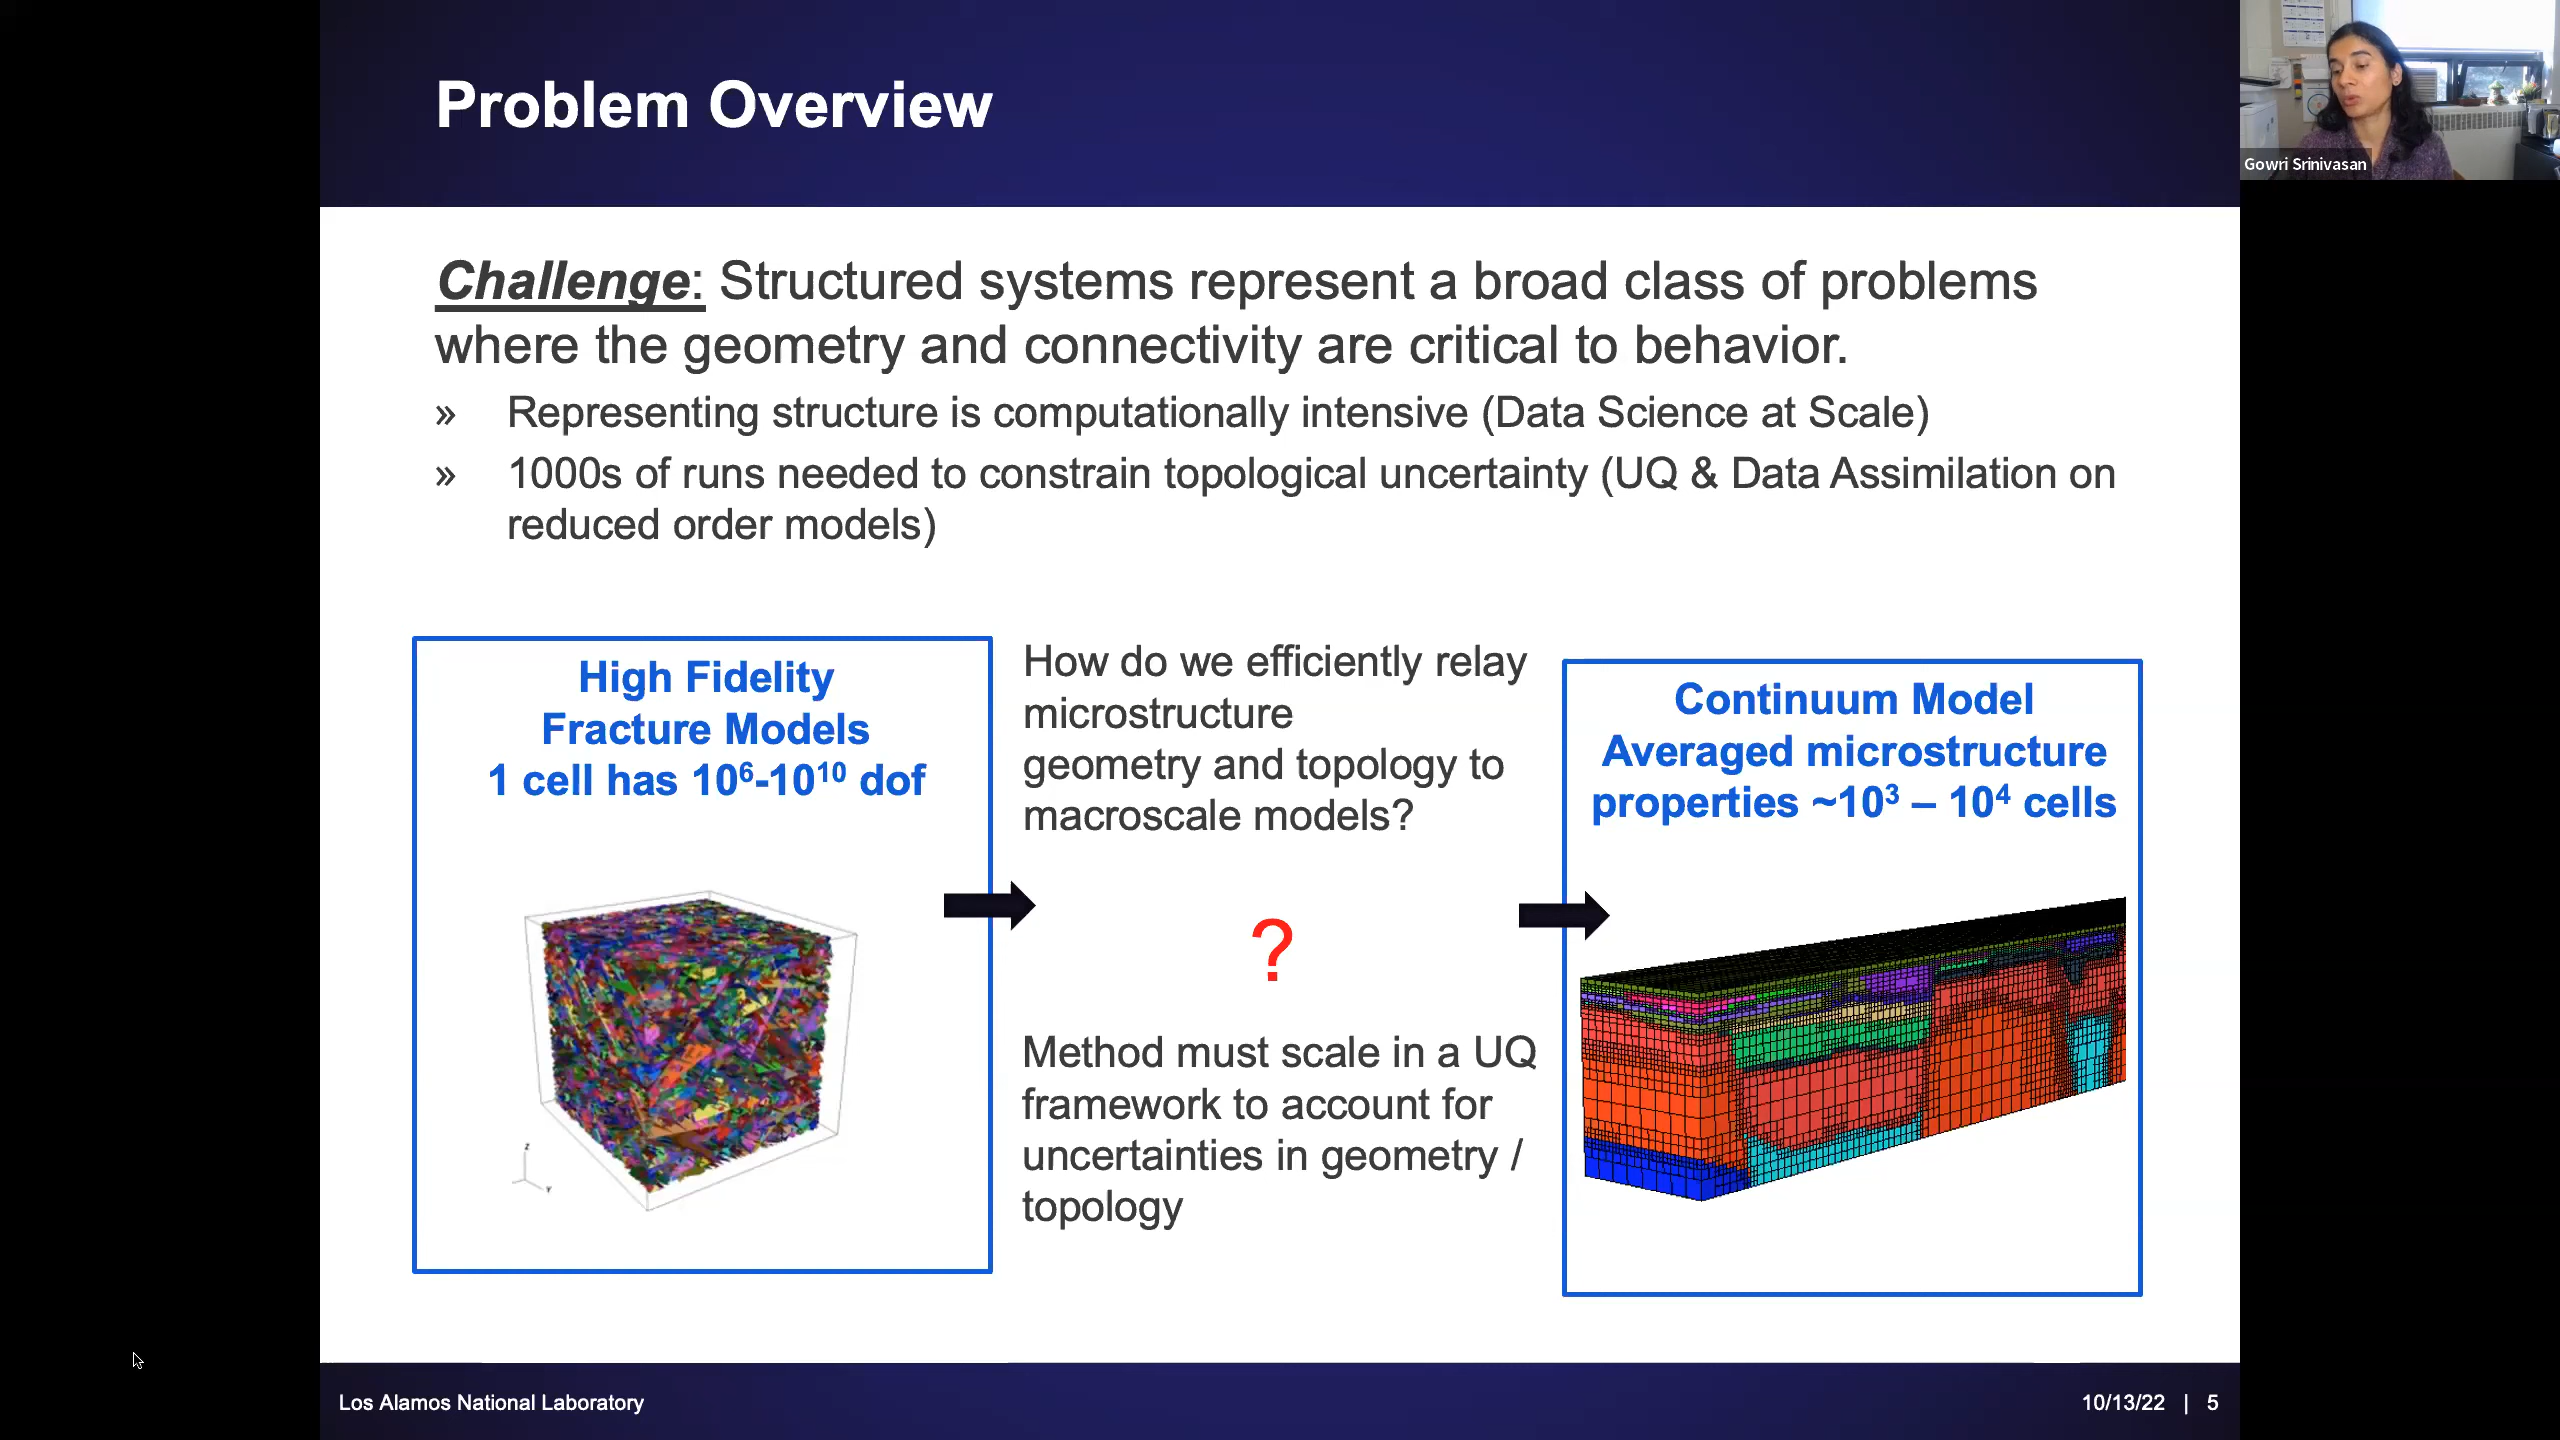 Problem Overview
Gowri Srinivasan
Challenge: Structured systems represent a broad class of problems
where the geometry and connectivity are critical to behavior.
» Representing structure is computationally intensive (Data Science at Scale)
» 1000s of runs needed to constrain topological uncertainty (UQ & Data Assimilation on
reduced order models)
High Fidelity
Fracture Models
1 cell has 10⁶-10¹⁰ dof
How do we efficiently relay
microstructure
geometry and topology to
macroscale models?
?
Method must scale in a UQ
framework to account for
uncertainties in geometry /
topology
Continuum Model
Averaged microstructure
properties ~10³ – 10⁴ cells
Z
Y
Los Alamos National Laboratory
10/13/22 | 5